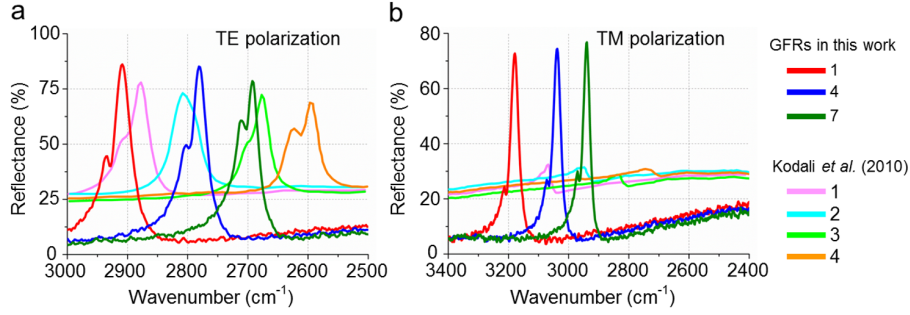 a
TE polarization
Reflectance (%)
100
75
50
25
0
3000 2900 2800 2700 2600 2500
Wavenumber (cm⁻¹)
b
TM polarization
Reflectance (%)
80
60
40
20
0
3400 3200 3000 2800 2600 2400
Wavenumber (cm⁻¹)
GFRs in this work
1
4
7
Kodali et al. (2010)
1
2
3
4